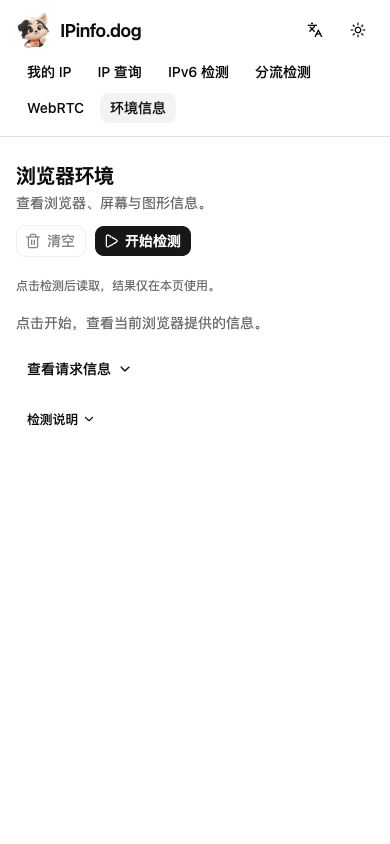 IPinfo.dog
我的 IP
IP 查询
IPv6 检测
分流检测
WebRTC
环境信息
浏览器环境
查看浏览器、屏幕与图形信息。
清空
开始检测
点击检测后读取，结果仅在本页使用。
点击开始，查看当前浏览器提供的信息。
查看请求信息
检测说明